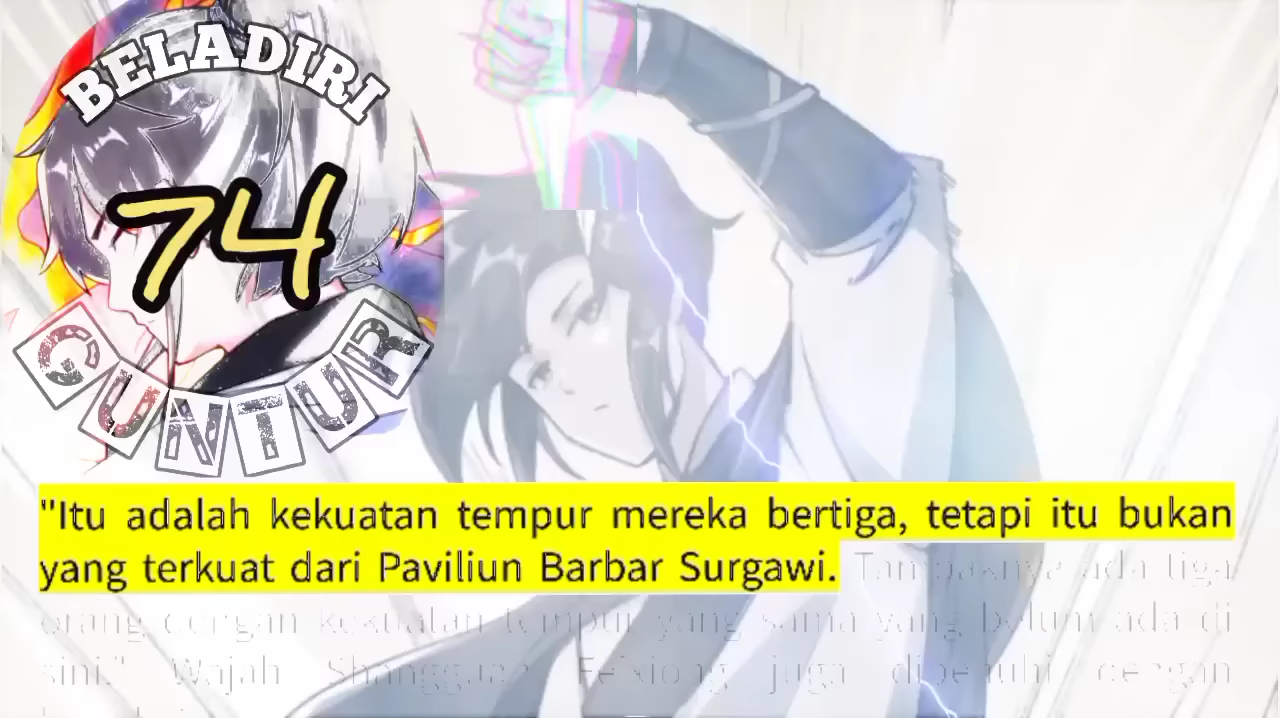 BELADIRI
74
GUNTUR
"Itu adalah kekuatan tempur mereka bertiga, tetapi itu bukan
yang terkuat dari Paviliun Barbar Surgawi. Tampaknya ada tiga
orang dengan kekuatan tempur yang sama yang belum ada di
sini." Wajah Shangguan Feixiong juga dipenuhi dengan